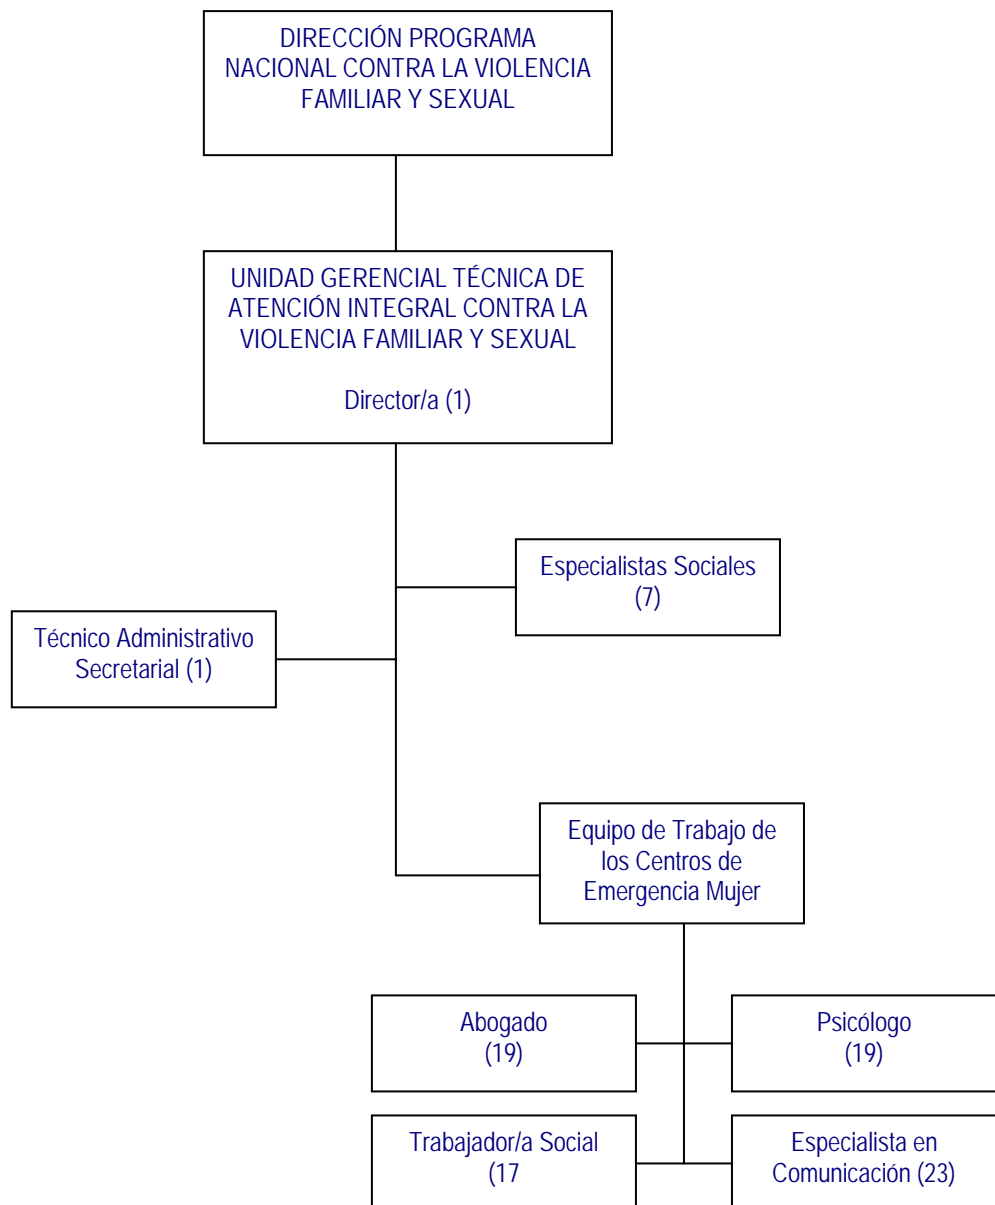 DIRECCIÓN PROGRAMA
NACIONAL CONTRA LA VIOLENCIA
FAMILIAR Y SEXUAL
UNIDAD GERENCIAL TÉCNICA DE
ATENCIÓN INTEGRAL CONTRA LA
VIOLENCIA FAMILIAR Y SEXUAL
Director/a (1)
Especialistas Sociales
(7)
Técnico Administrativo
Secretarial (1)
Equipo de Trabajo de
los Centros de
Emergencia Mujer
Abogado
(19)
Psicólogo
(19)
Trabajador/a Social
(17
Especialista en
Comunicación (23)